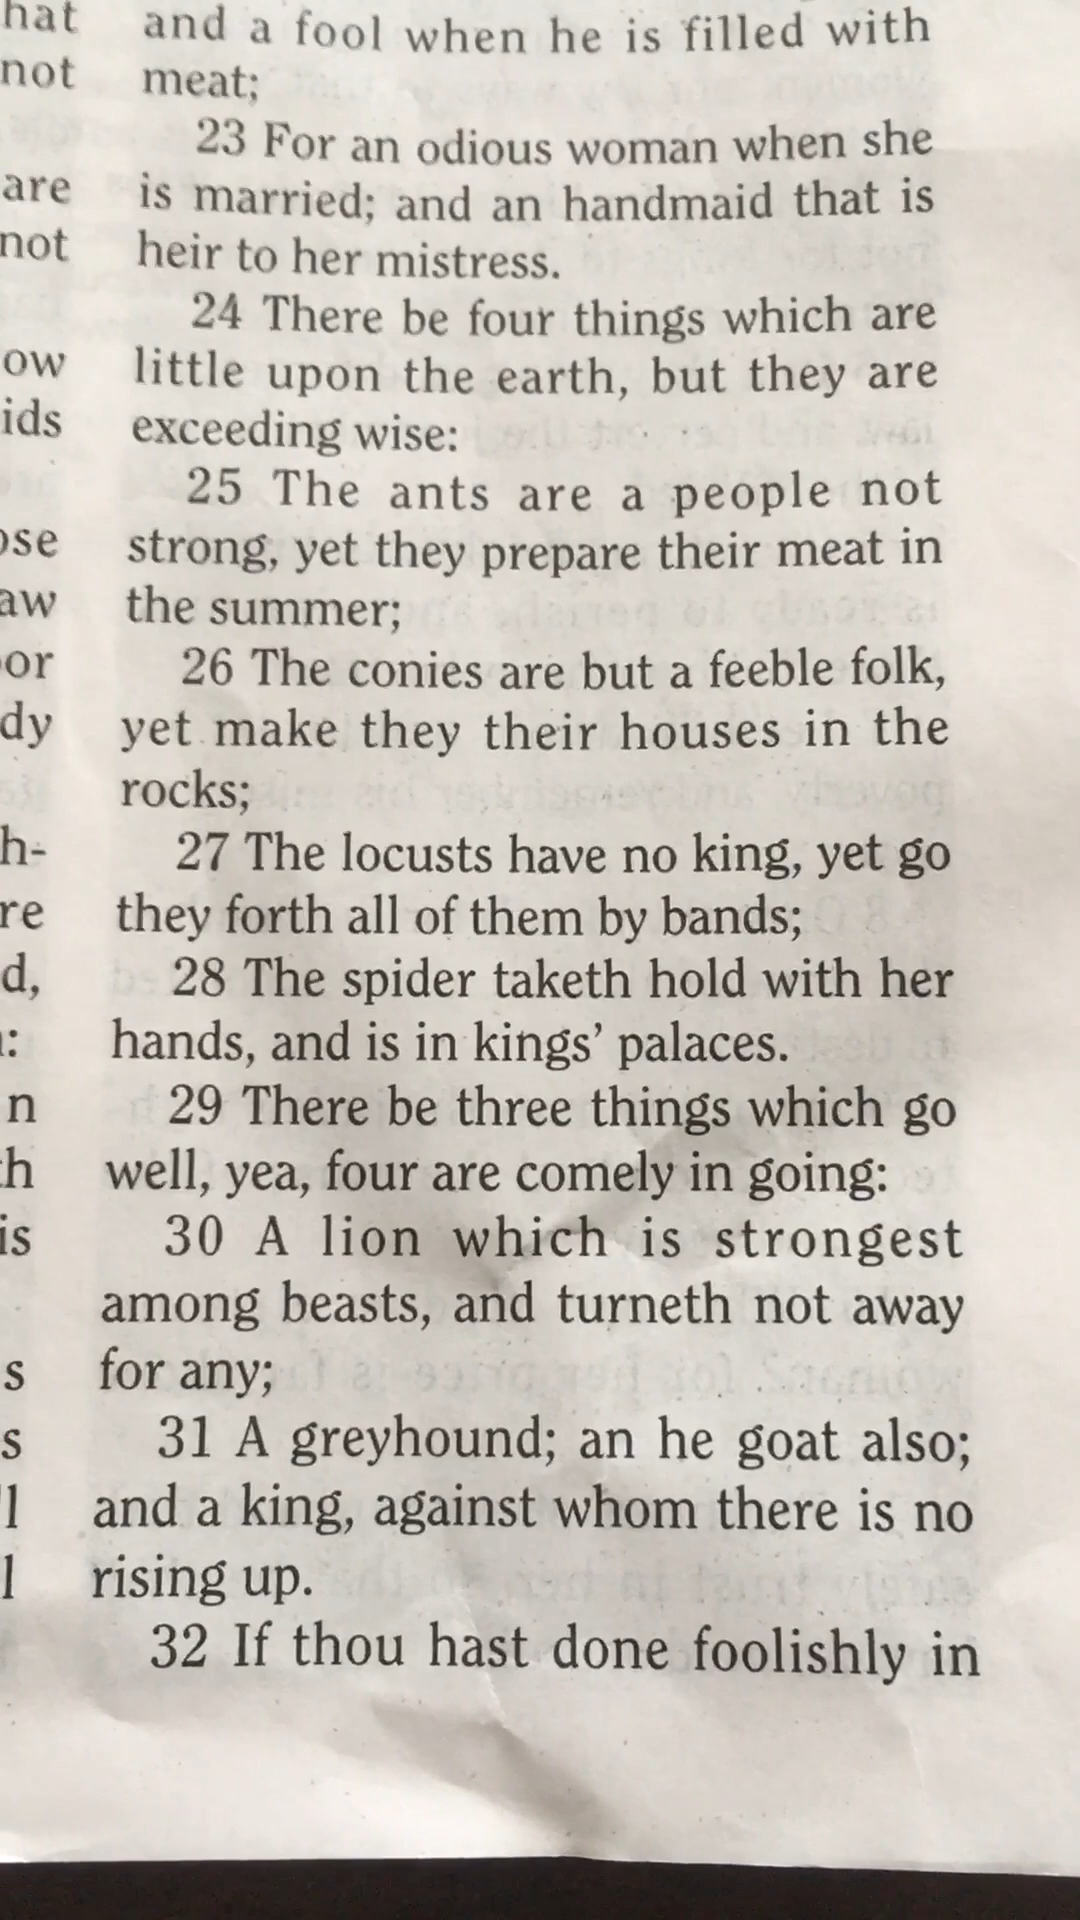 hat
not
are
not
ow
ids
ose
aw
or
dy
h-
re
d,
:
n
h
is
s
s
l
l
and a fool when he is filled with
meat;
23 For an odious woman when she
is married; and an handmaid that is
heir to her mistress.
24 There be four things which are
little upon the earth, but they are
exceeding wise:
25 The ants are a people not
strong, yet they prepare their meat in
the summer;
26 The conies are but a feeble folk,
yet make they their houses in the
rocks;
27 The locusts have no king, yet go
they forth all of them by bands;
28 The spider taketh hold with her
hands, and is in kings’ palaces.
29 There be three things which go
well, yea, four are comely in going:
30 A lion which is strongest
among beasts, and turneth not away
for any;
31 A greyhound; an he goat also;
and a king, against whom there is no
rising up.
32 If thou hast done foolishly in